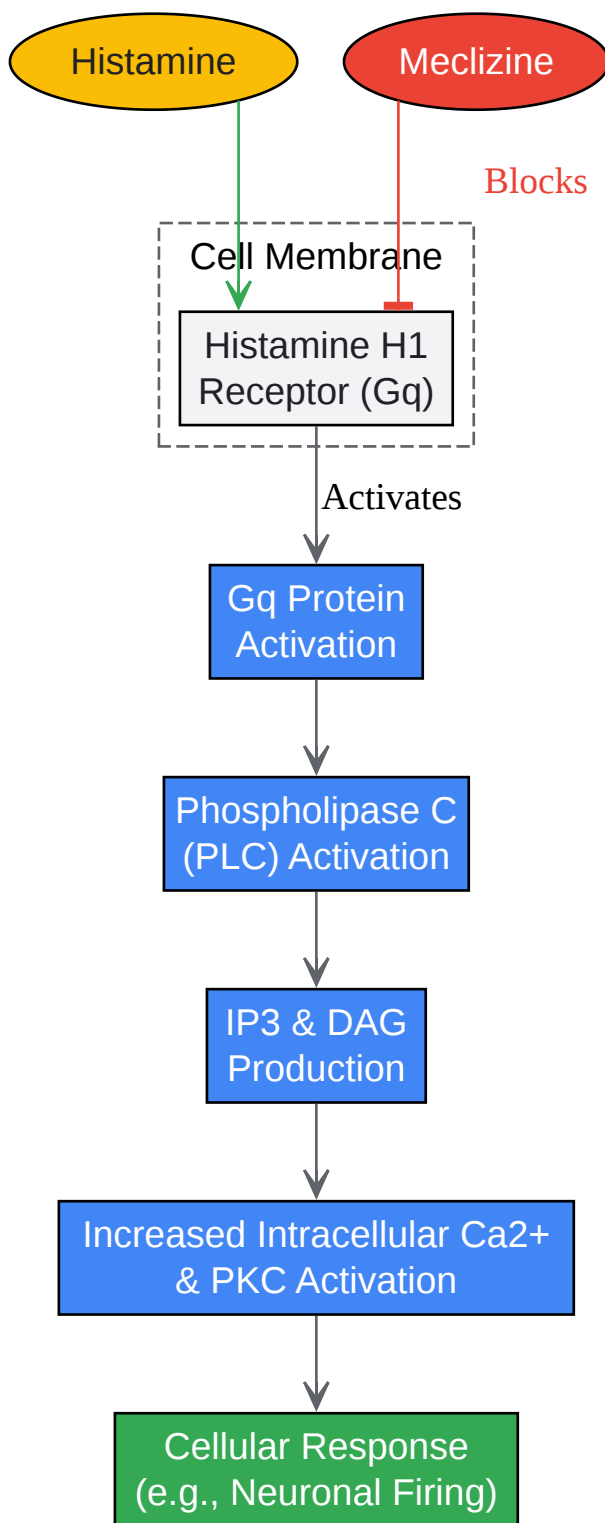 Histamine
Meclizine
Blocks
Cell Membrane
Histamine H1
Receptor (Gq)
Activates
Gq Protein
Activation
Phospholipase C
(PLC) Activation
IP3 & DAG
Production
Increased Intracellular Ca2+
& PKC Activation
Cellular Response
(e.g., Neuronal Firing)